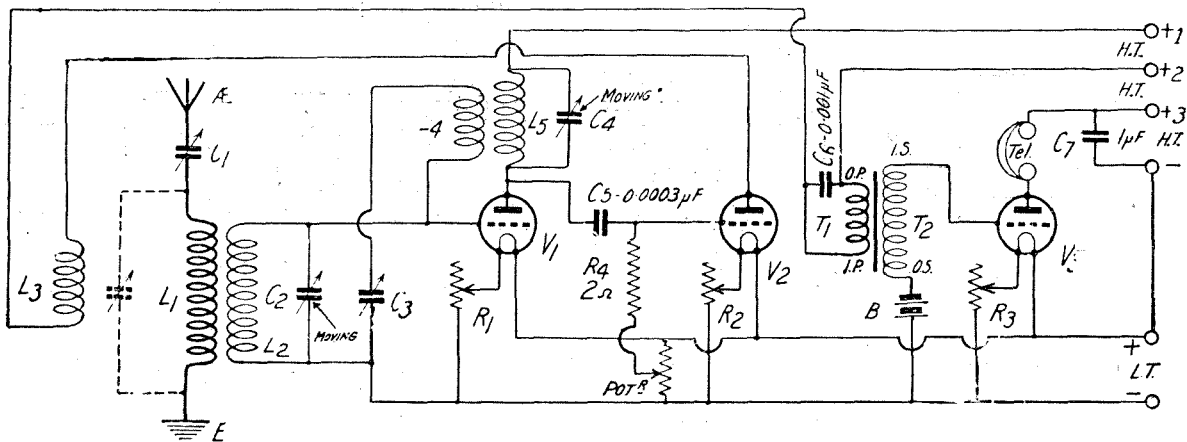 +1
H.T.
+2
H.T.
+3
H.T.
−
Æ.
C1
MOVING
C4
L5
-4
C6-0.001μF
Tel.
C7
1μF
I.S.
O.P.
C5-0.0003μF
T1
T2
V1
V2
V
I.P.
O.S.
L3
L1
L2
C2
MOVING
C3
R1
R4
2Ω
R2
B
R3
POTR
+
L.T.
−
E